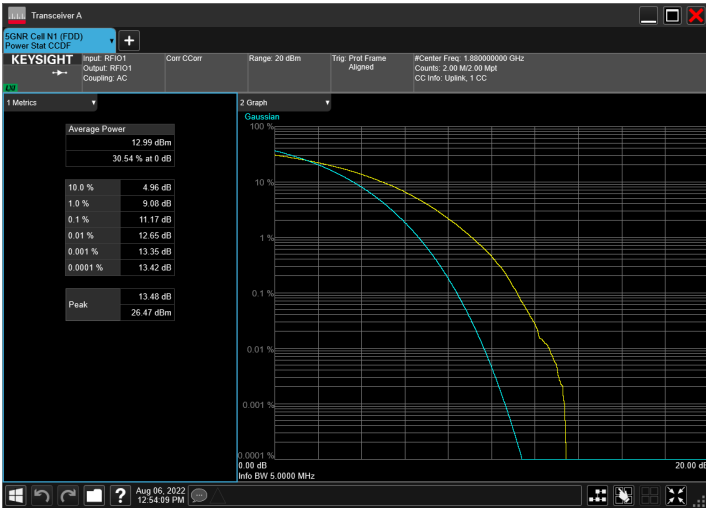 Transceiver A
5GNR Cell N1 (FDD)
Power Stat CCDF
KEYSIGHT
LXI
Input: RFIO1
Output: RFIO1
Coupling: AC
Corr CCorr
Range: 20 dBm
Trig: Prot Frame
Aligned
#Center Freq: 1.880000000 GHz
Counts: 2.00 M/2.00 Mpt
CC Info: Uplink, 1 CC
1 Metrics
Average Power
12.99 dBm
30.54 % at 0 dB
10.0 % 4.96 dB
1.0 % 9.08 dB
0.1 % 11.17 dB
0.01 % 12.65 dB
0.001 % 13.35 dB
0.0001 % 13.42 dB
Peak
13.48 dB
26.47 dBm
2 Graph
Gaussian
100 %
10 %
1 %
0.1 %
0.01 %
0.001 %
0.0001 %
0.00 dB
20.00 dB
Info BW 5.0000 MHz
Aug 06, 2022
12:54:09 PM